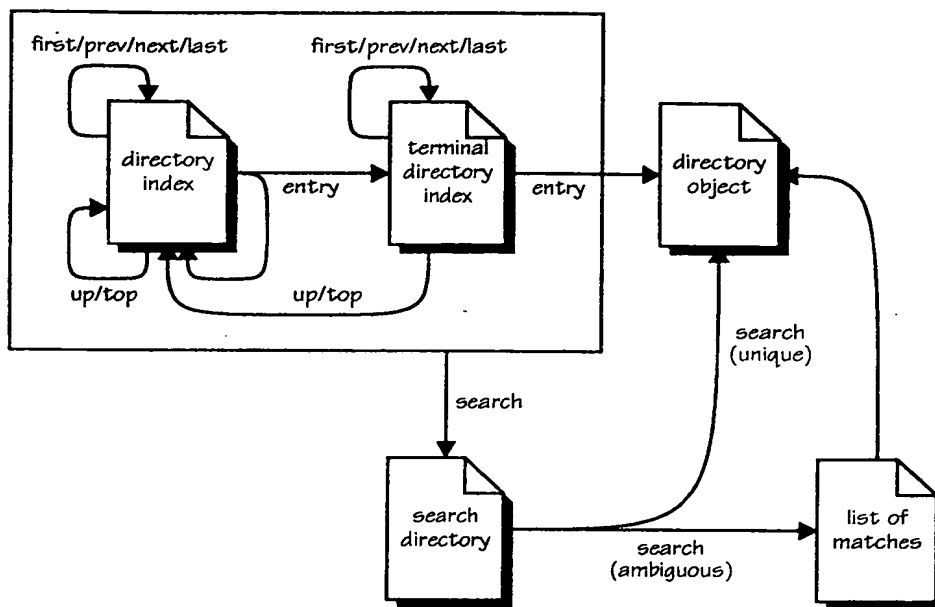 first/prev/next/last
first/prev/next/last
directory
index
entry
terminal
directory
index
entry
directory
object
up/top
up/top
search
(unique)
search
search
directory
search
(ambiguous)
list of
matches